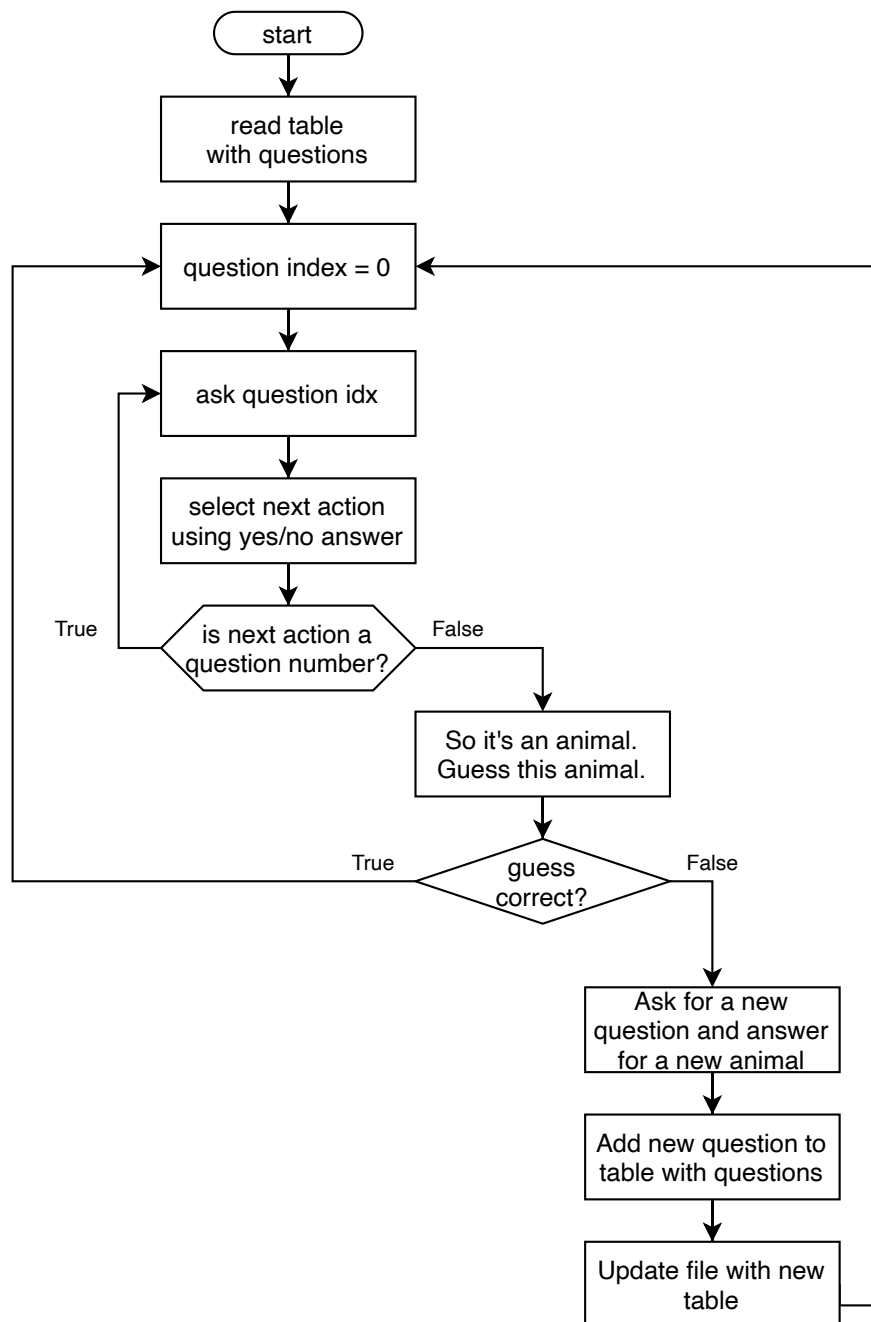 start
read table
with questions
question index = 0
ask question idx
select next action
using yes/no answer
True
is next action a
question number?
False
So it's an animal.
Guess this animal.
True
guess
correct?
False
Ask for a new
question and answer
for a new animal
Add new question to
table with questions
Update file with new
table